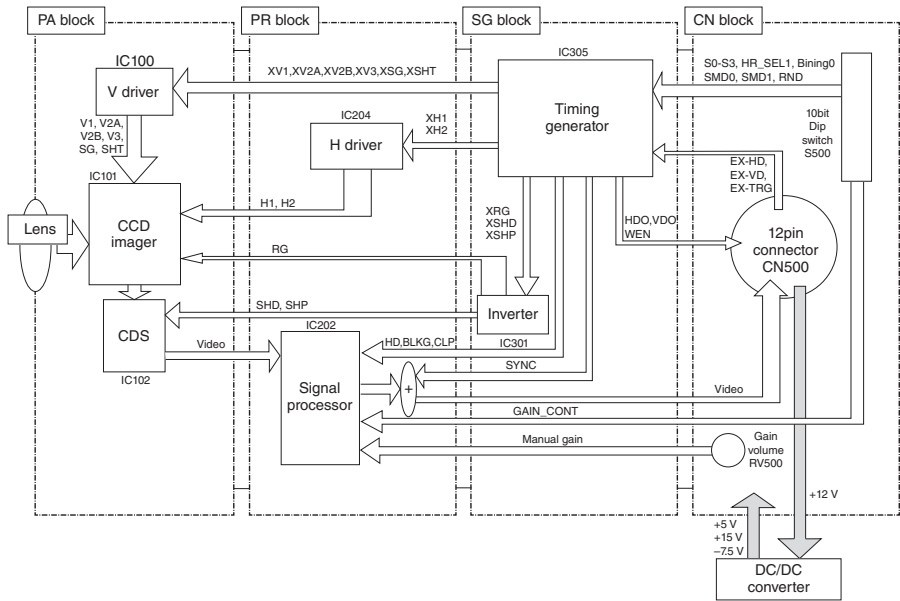 PA block
PR block
SG block
CN block
IC100
V driver
XV1,XV2A,XV2B,XV3,XSG,XSHT
IC305
Timing
generator
S0-S3, HR_SEL1, Bining0
SMD0, SMD1, RND
10bit
Dip
switch
S500
V1, V2A,
V2B, V3,
SG, SHT
IC204
H driver
XH1
XH2
EX-HD,
EX-VD,
EX-TRG
IC101
CCD
imager
Lens
H1, H2
XRG
XSHD
XSHP
HDO,VDO
WEN
12pin
connector
CN500
RG
Inverter
IC301
SHD, SHP
CDS
IC102
Video
IC202
Signal
processor
HD,BLKG,CLP
SYNC
+
Video
GAIN_CONT
Manual gain
Gain
volume
RV500
+12 V
+5 V
+15 V
–7.5 V
DC/DC
converter